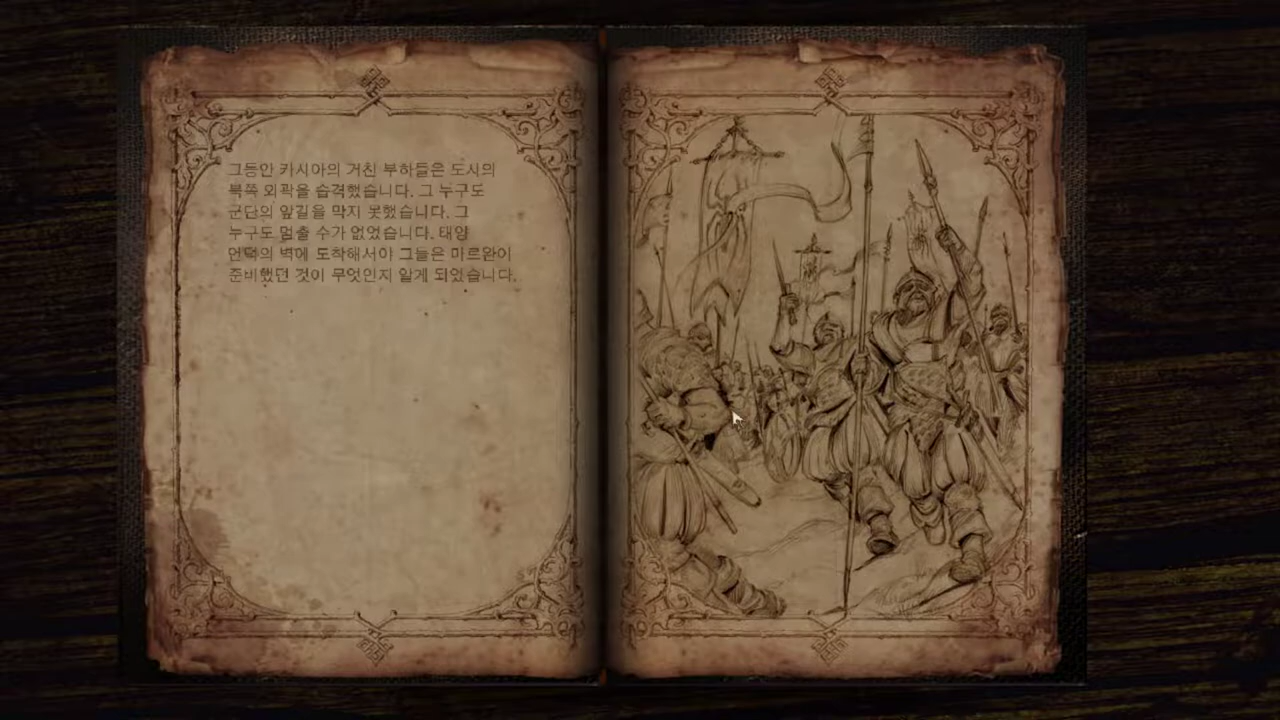 그동안 카시아의 거친 부하들은 도시의
북쪽 외곽을 습격했습니다. 그 누구도
군단의 앞길을 막지 못했습니다. 그
누구도 멈출 수가 없었습니다. 태양
언덕의 벽에 도착해서야 그들은 마르완이
준비했던 것이 무엇인지 알게 되었습니다.